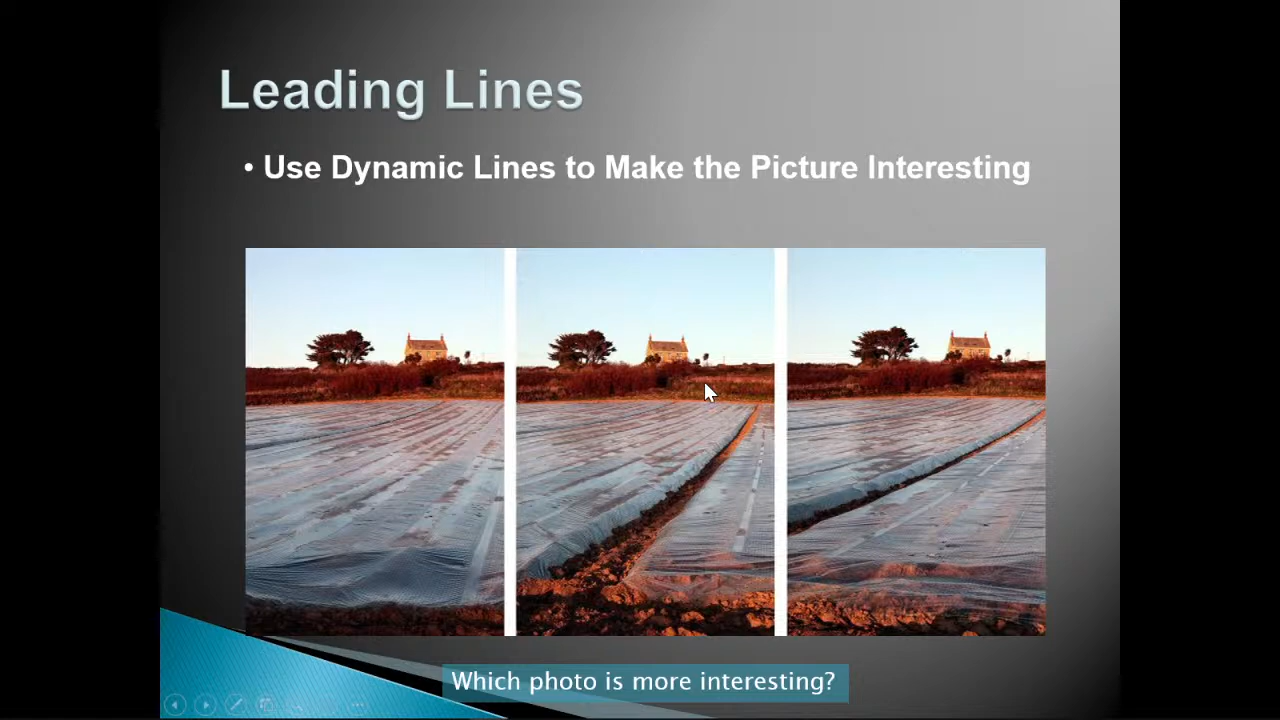 Leading Lines
• Use Dynamic Lines to Make the Picture Interesting
Which photo is more interesting?